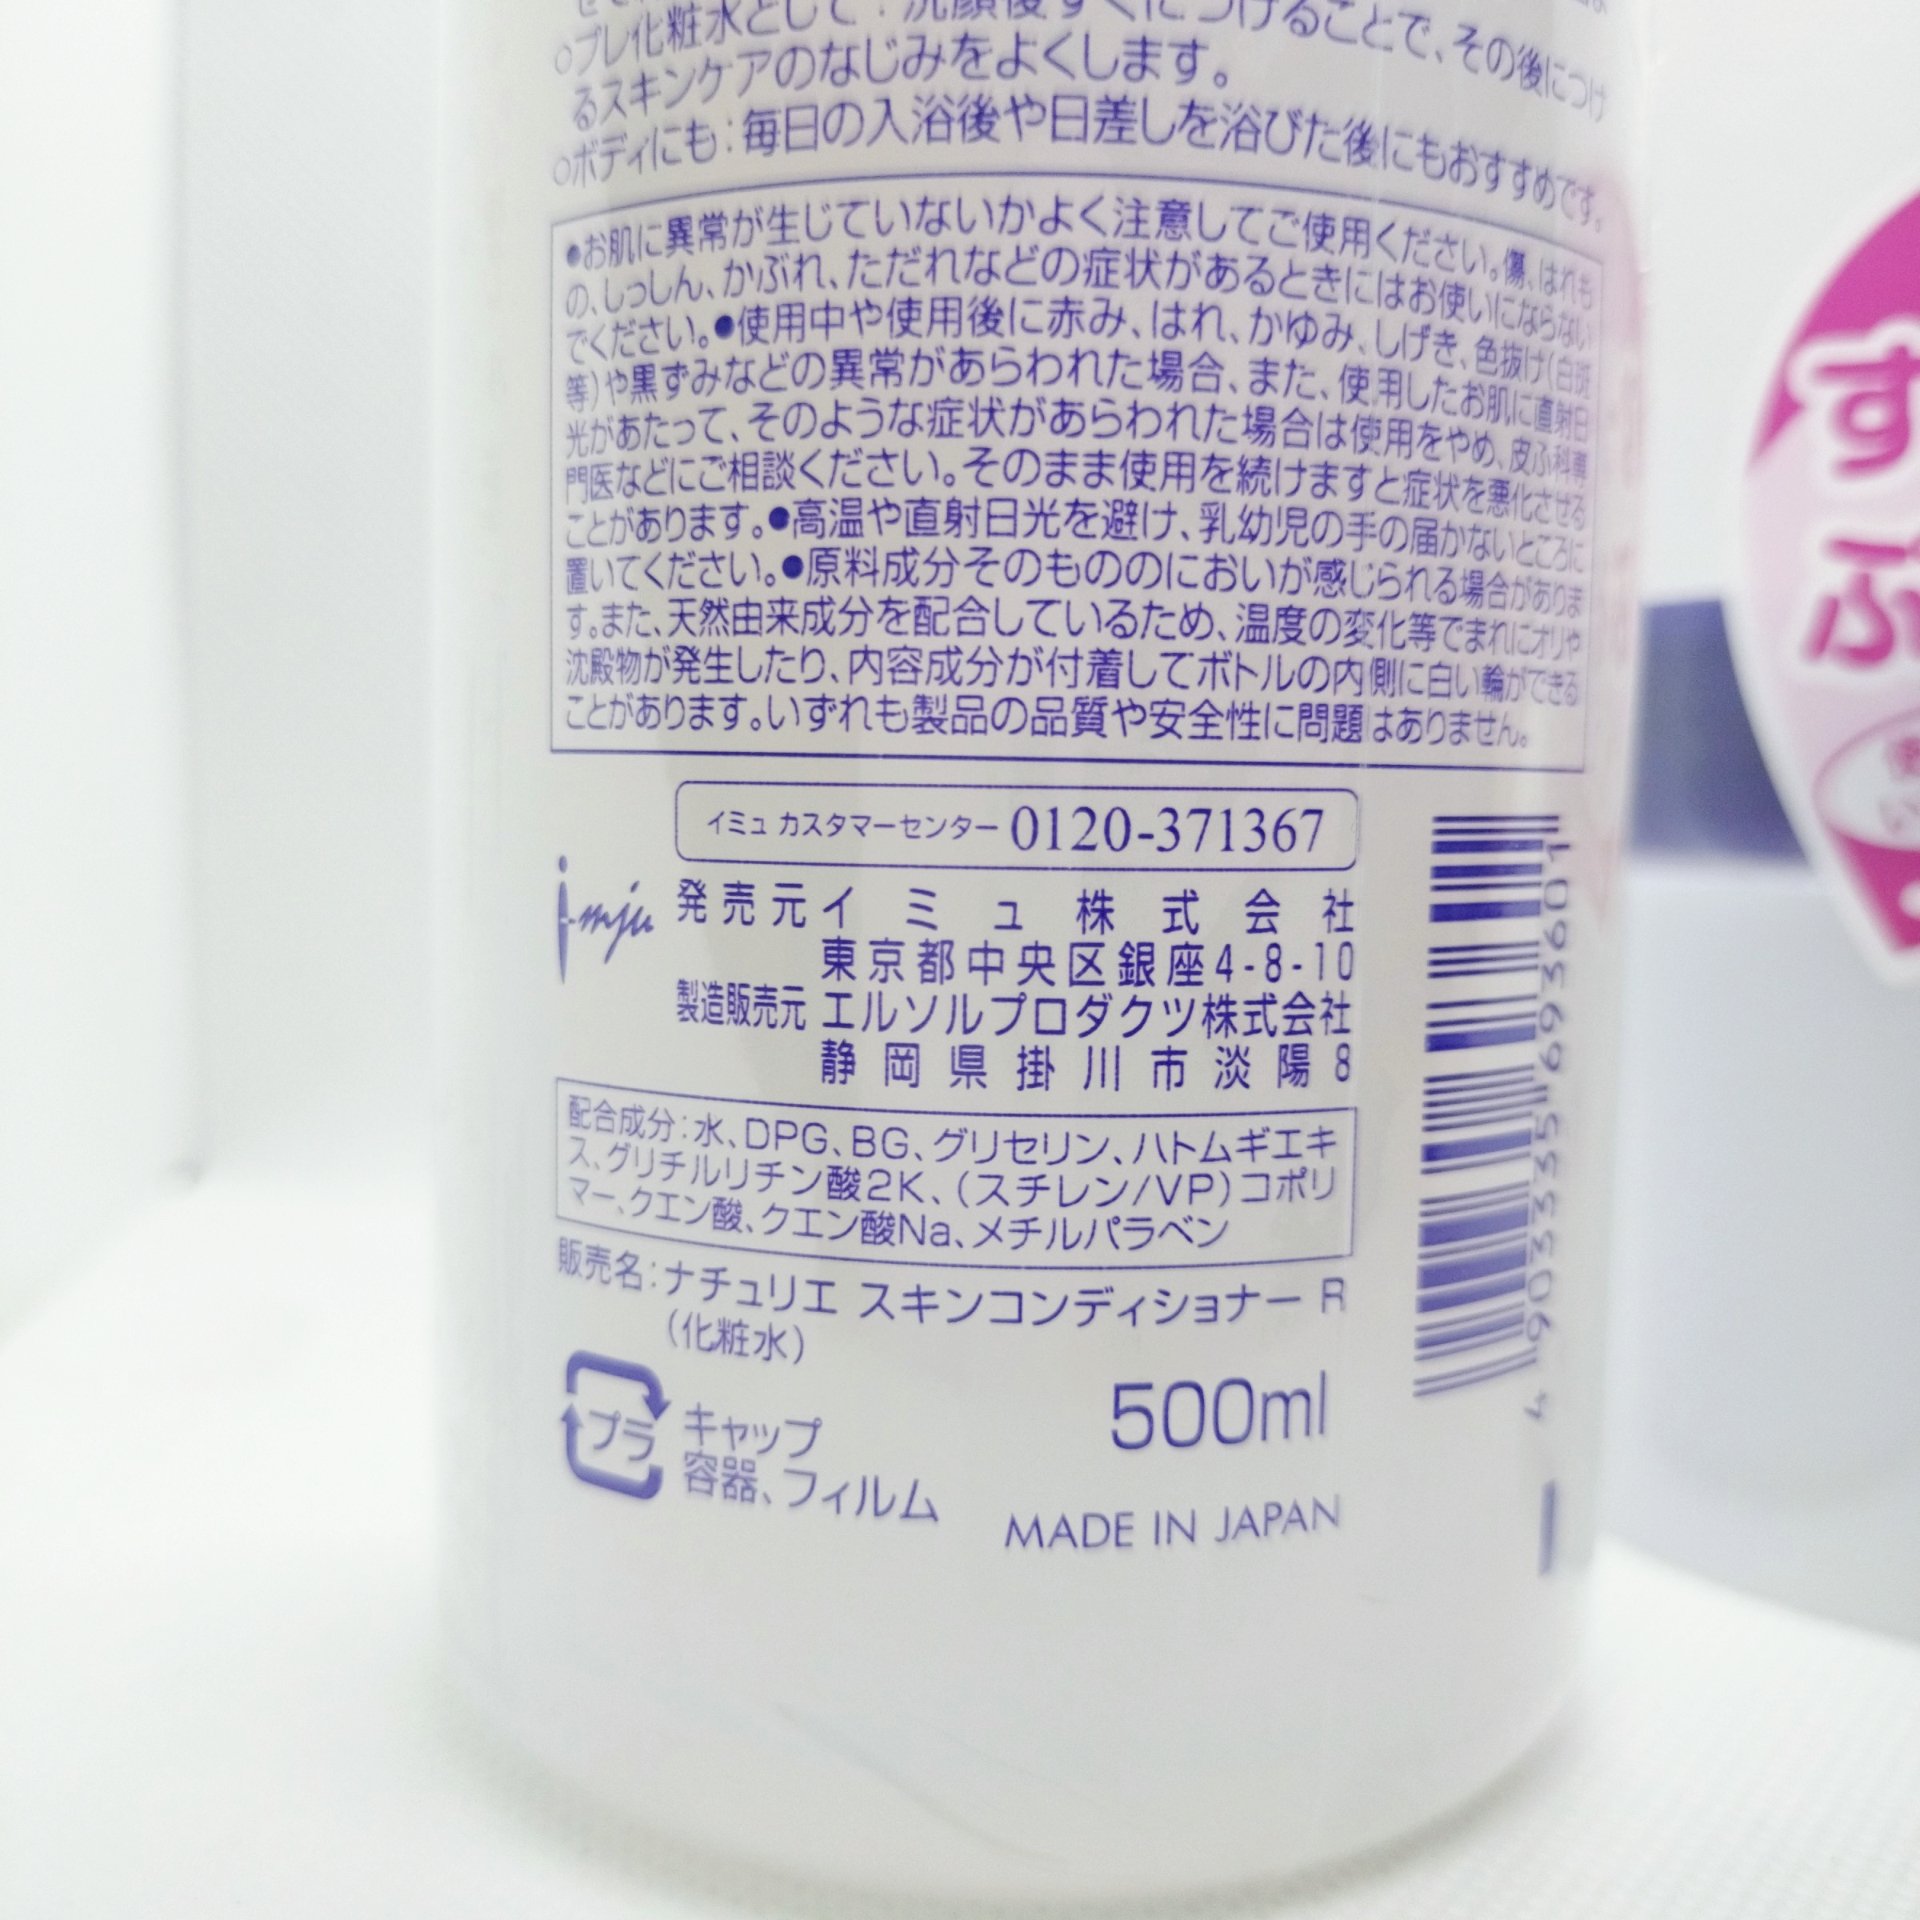 ○プレ化粧水として：洗顔後すぐにつけることで、その後につけ
るスキンケアのなじみをよくします。
○ボディにも：毎日の入浴後や日差しを浴びた後にもおすすめです。
●お肌に異常が生じていないかよく注意してご使用ください。傷、はれも
の、しっしん、かぶれ、ただれなどの症状があるときにはお使いにならない
でください。●使用中や使用後に赤み、はれ、かゆみ、しげき、色抜け(白斑
等)や黒ずみなどの異常があらわれた場合、また、使用したお肌に直射日
光があたって、そのような症状があらわれた場合は使用をやめ、皮ふ科専
門医などにご相談ください。そのまま使用を続けますと症状を悪化させる
ことがあります。●高温や直射日光を避け、乳幼児の手の届かないところに
置いてください。●原料成分そのもののにおいが感じられる場合がありま
す。また、天然由来成分を配合しているため、温度の変化等でまれにオリや
沈殿物が発生したり、内容成分が付着してボトルの内側に白い輪ができる
ことがあります。いずれも製品の品質や安全性に問題はありません。
イミュ カスタマーセンター 0120-371367
i-mju
発売元 イミュ株式会社
東京都中央区銀座4-8-10
製造販売元 エルソルプロダクツ株式会社
静岡県掛川市淡陽8
配合成分：水、DPG、BG、グリセリン、ハトムギエキ
ス、グリチルリチン酸2K、(スチレン/VP)コポリ
マー、クエン酸、クエン酸Na、メチルパラベン
販売名：ナチュリエ スキンコンディショナー R
(化粧水)
プラ
キャップ
容器、フィルム
500ml
MADE IN JAPAN
4 903335 693901
す
ぷ